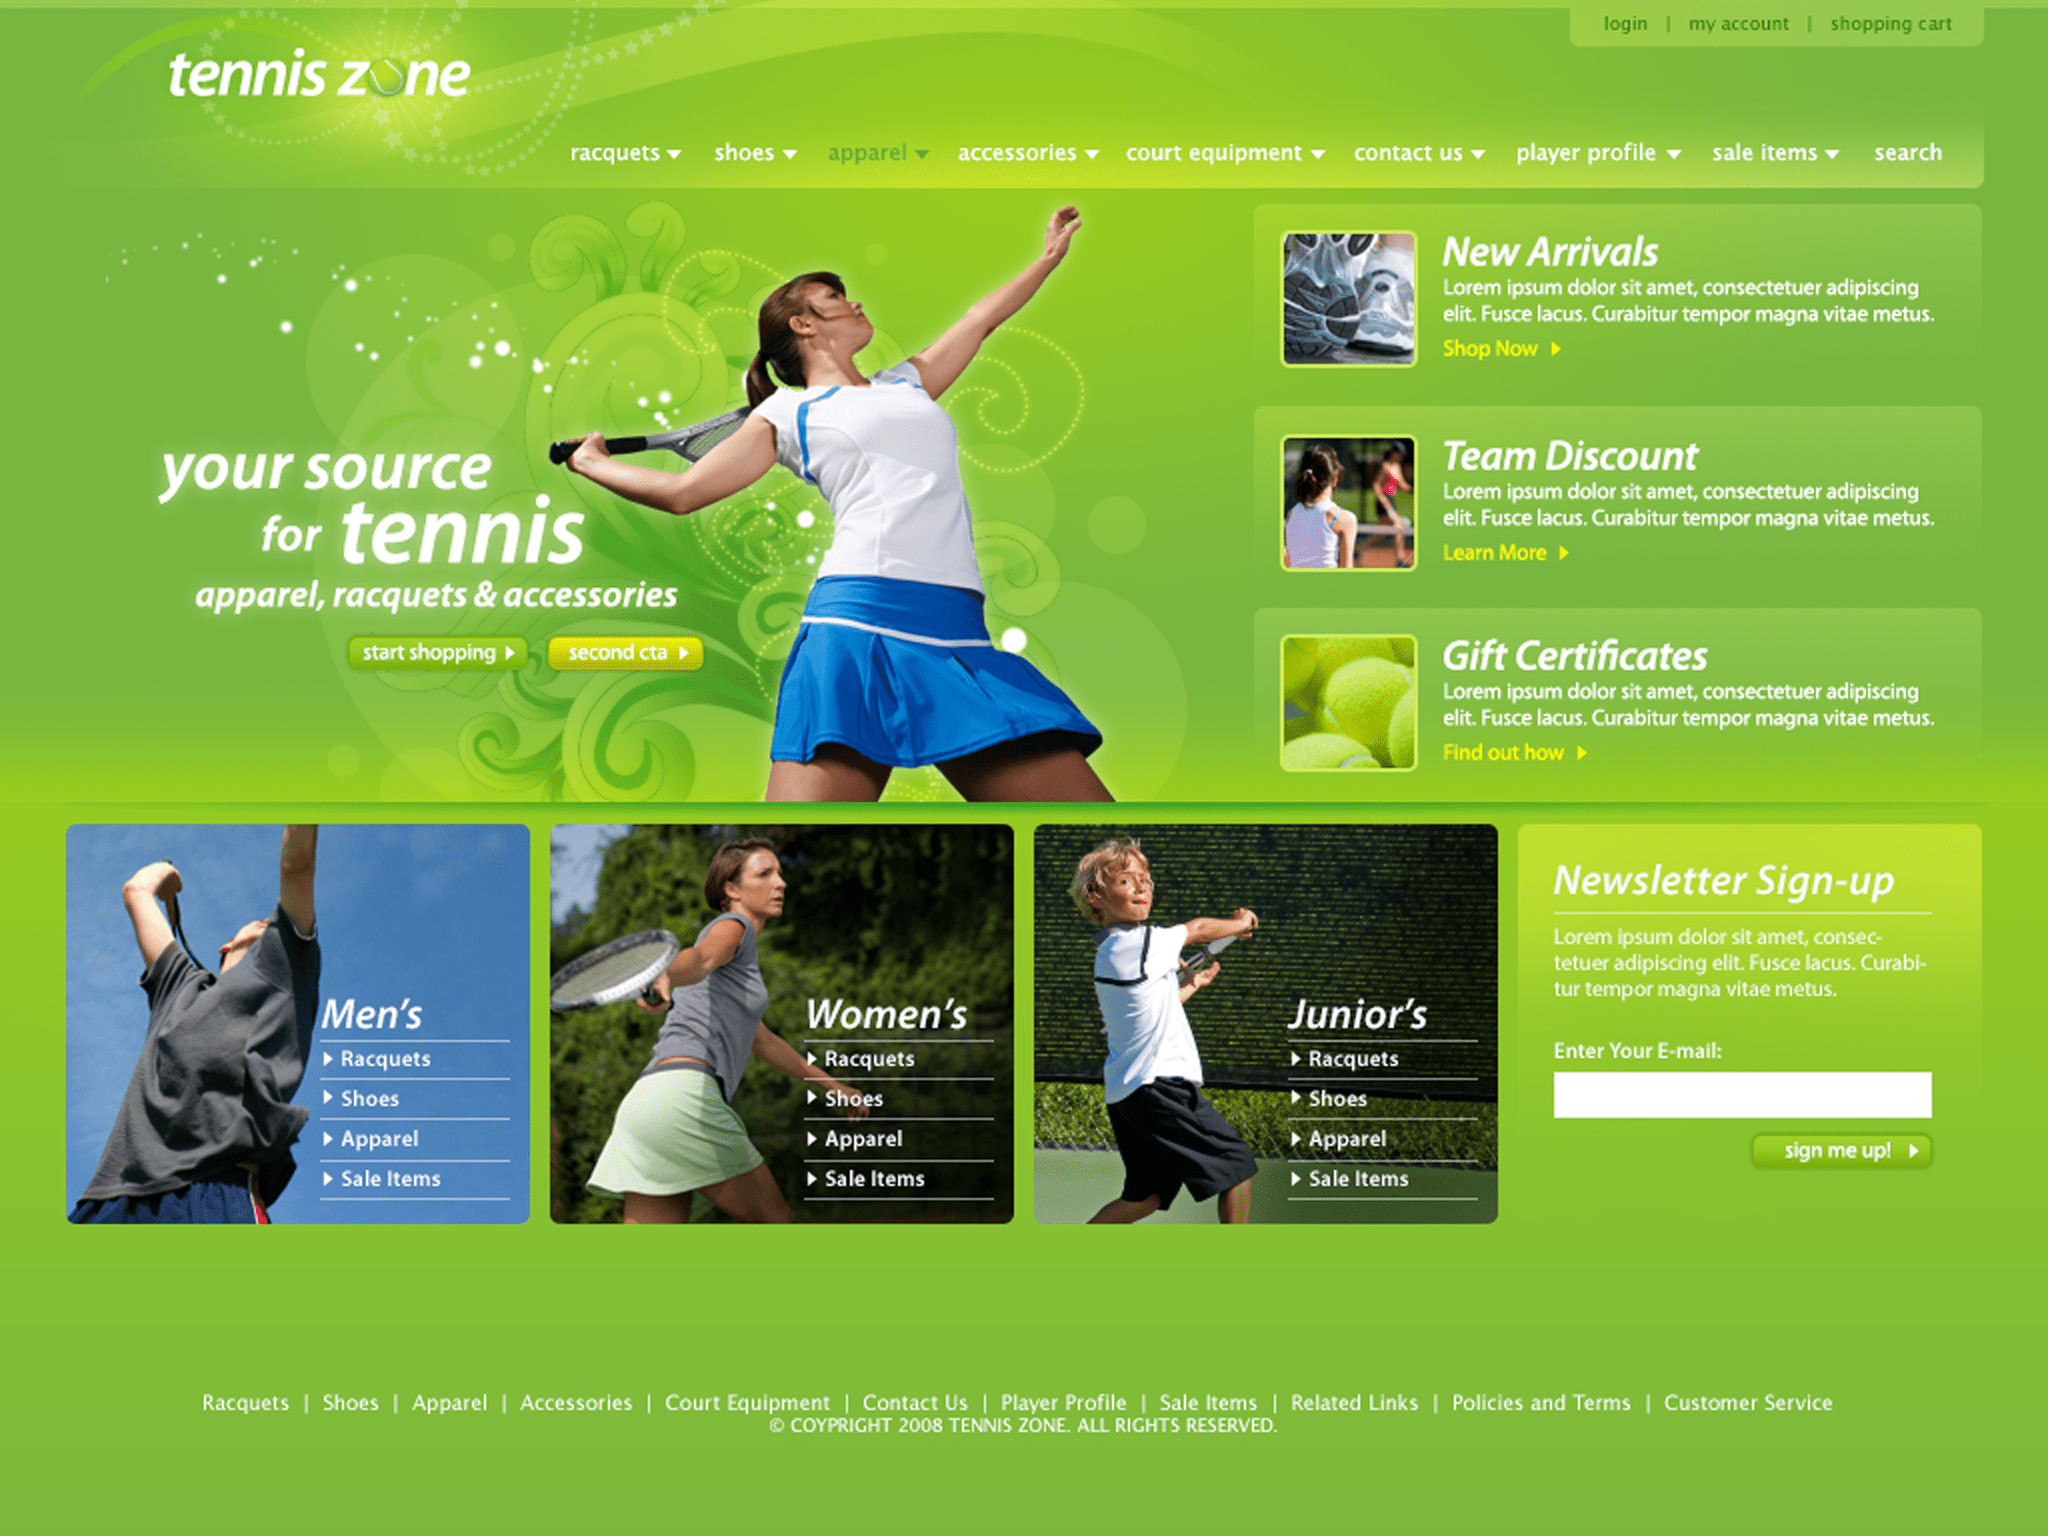 login | my account | shopping cart
tennis zone
racquets shoes apparel accessories court equipment contact us player profile sale items search
your source
for tennis
apparel, racquets & accessories
start shopping second cta
New Arrivals
Lorem ipsum dolor sit amet, consectetuer adipiscing
elit. Fusce lacus. Curabitur tempor magna vitae metus.
Shop Now
Team Discount
Lorem ipsum dolor sit amet, consectetuer adipiscing
elit. Fusce lacus. Curabitur tempor magna vitae metus.
Learn More
Gift Certificates
Lorem ipsum dolor sit amet, consectetuer adipiscing
elit. Fusce lacus. Curabitur tempor magna vitae metus.
Find out how
Men's
Racquets
Shoes
Apparel
Sale Items
Women's
Racquets
Shoes
Apparel
Sale Items
Junior's
Racquets
Shoes
Apparel
Sale Items
Newsletter Sign-up
Lorem ipsum dolor sit amet, consec-
tetuer adipiscing elit. Fusce lacus. Curabi-
tur tempor magna vitae metus.
Enter Your E-mail:
sign me up!
Racquets | Shoes | Apparel | Accessories | Court Equipment | Contact Us | Player Profile | Sale Items | Related Links | Policies and Terms | Customer Service
© COYPRIGHT 2008 TENNIS ZONE. ALL RIGHTS RESERVED.